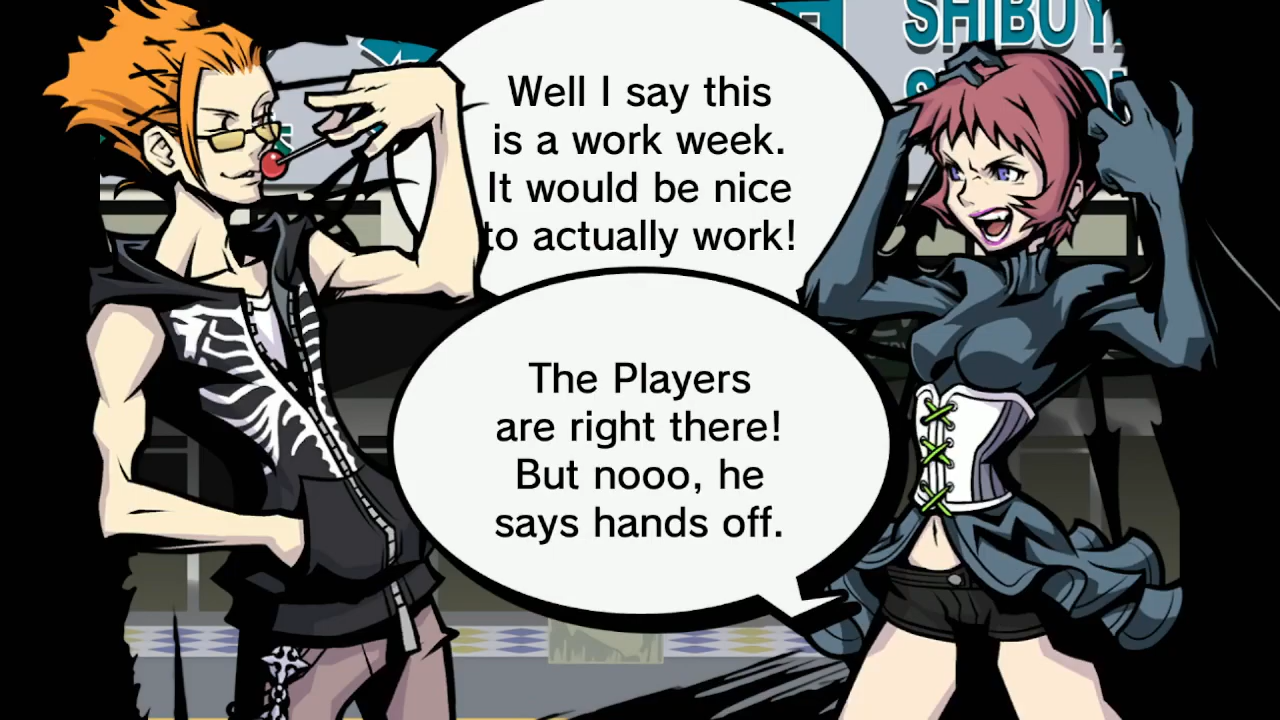 SHIBUY
Well I say this
is a work week.
It would be nice
to actually work!
The Players
are right there!
But nooo, he
says hands off.